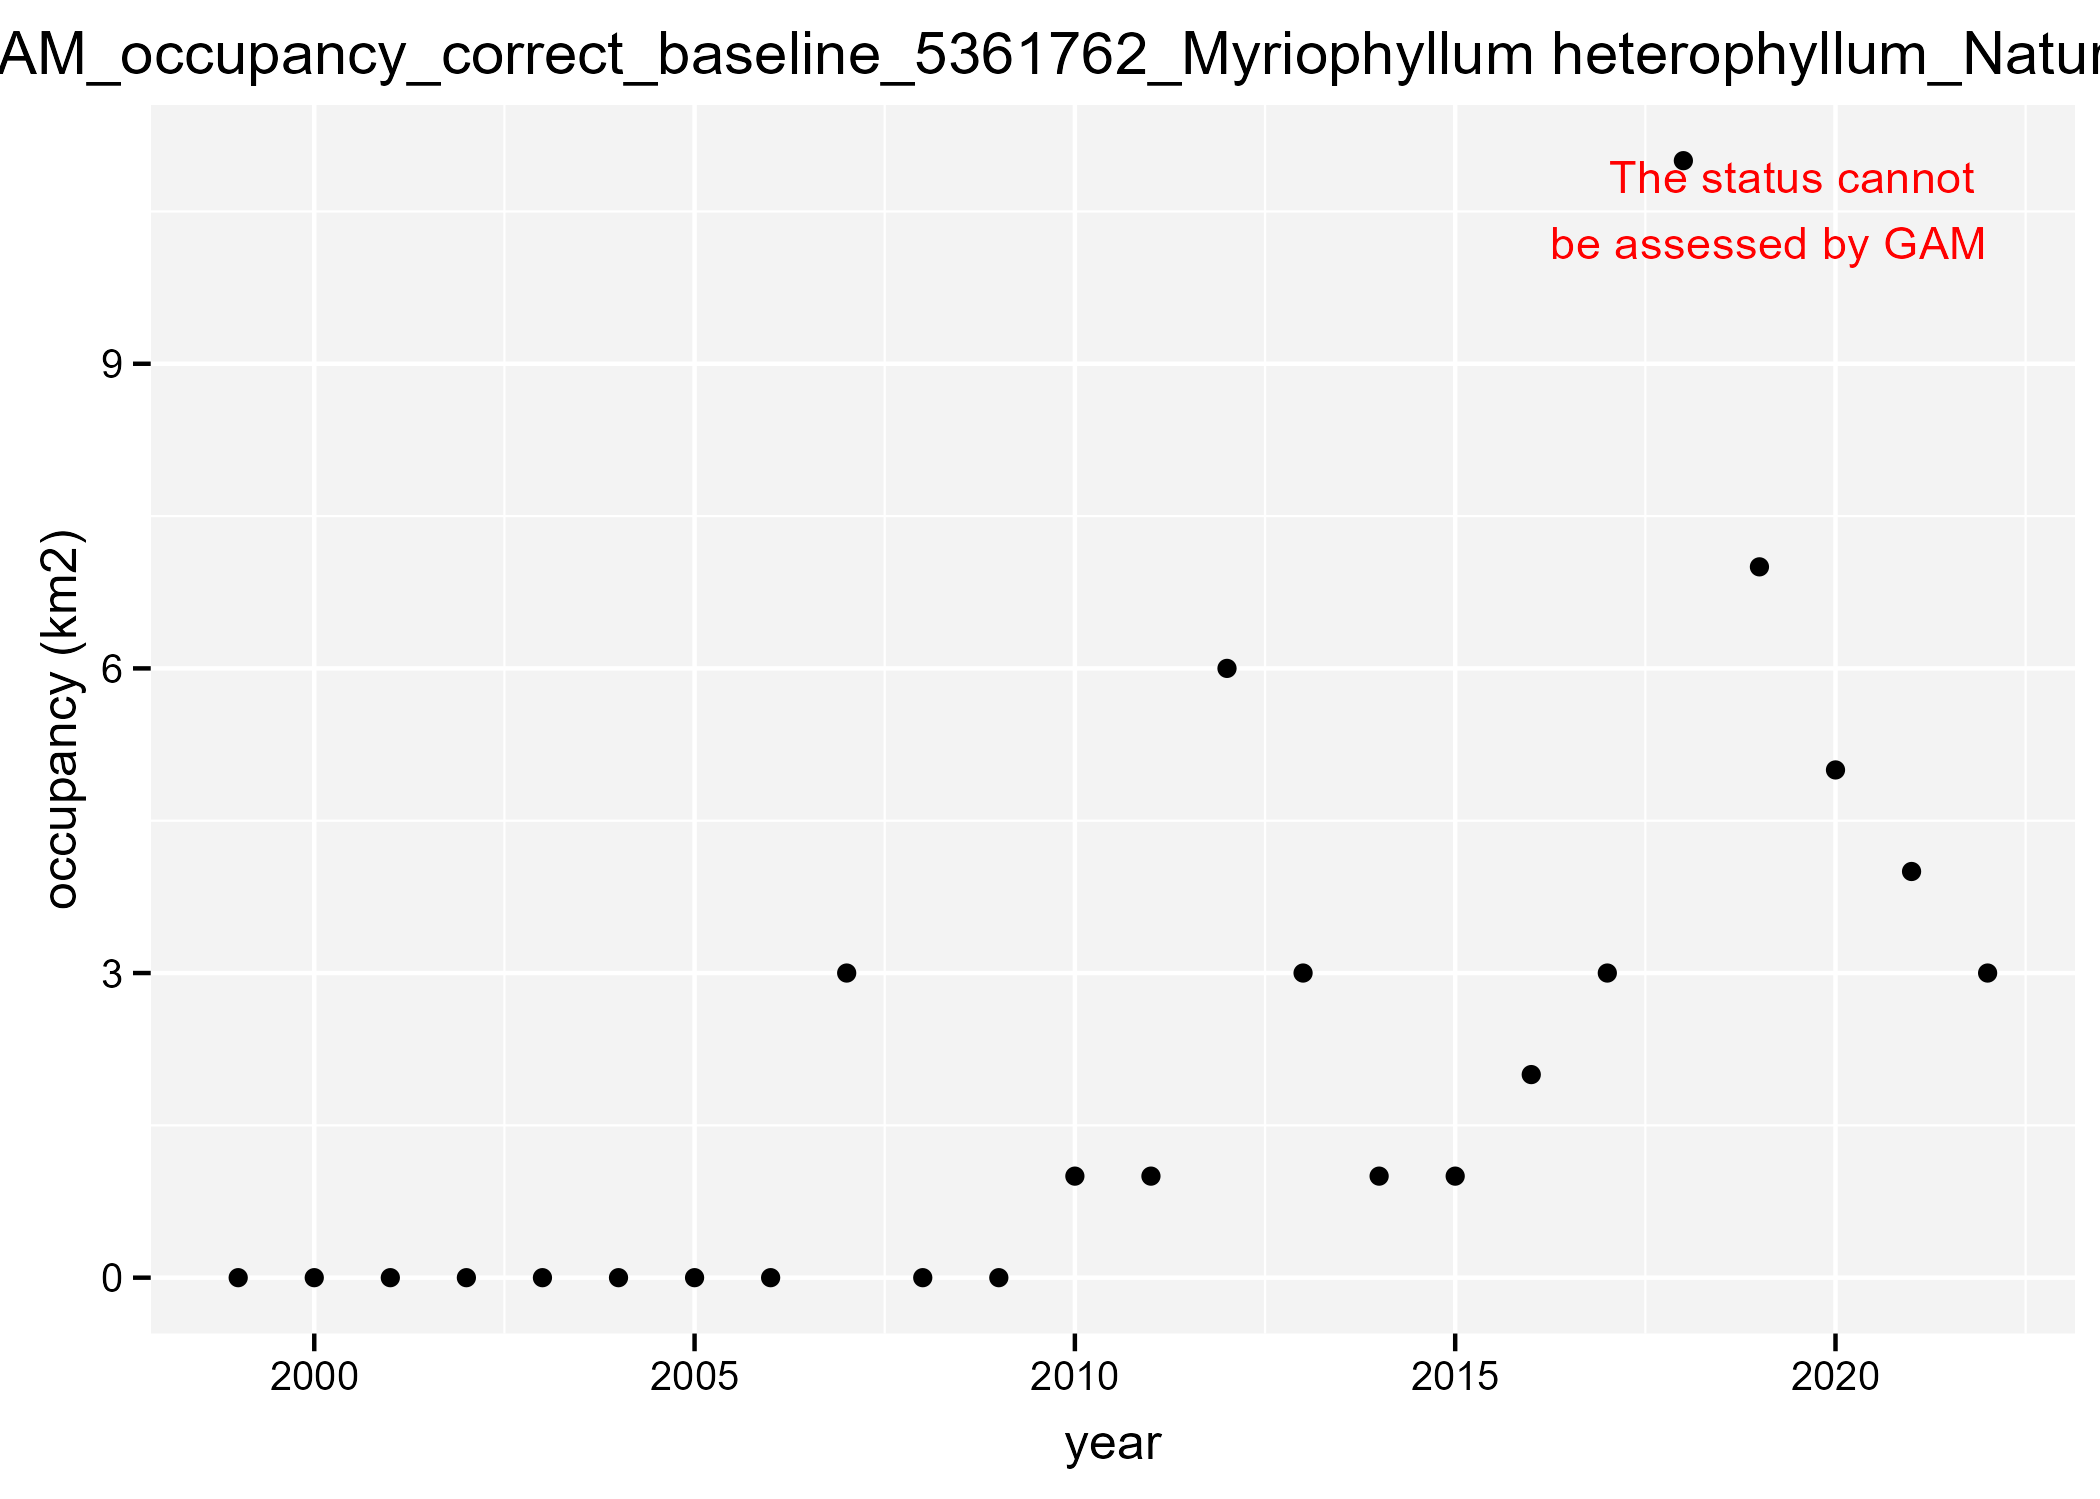 AM_occupancy_correct_baseline_5361762_Myriophyllum heterophyllum_Natur
The status cannot
be assessed by GAM
9
6
3
0
occupancy (km2)
2000 2005 2010 2015 2020
year